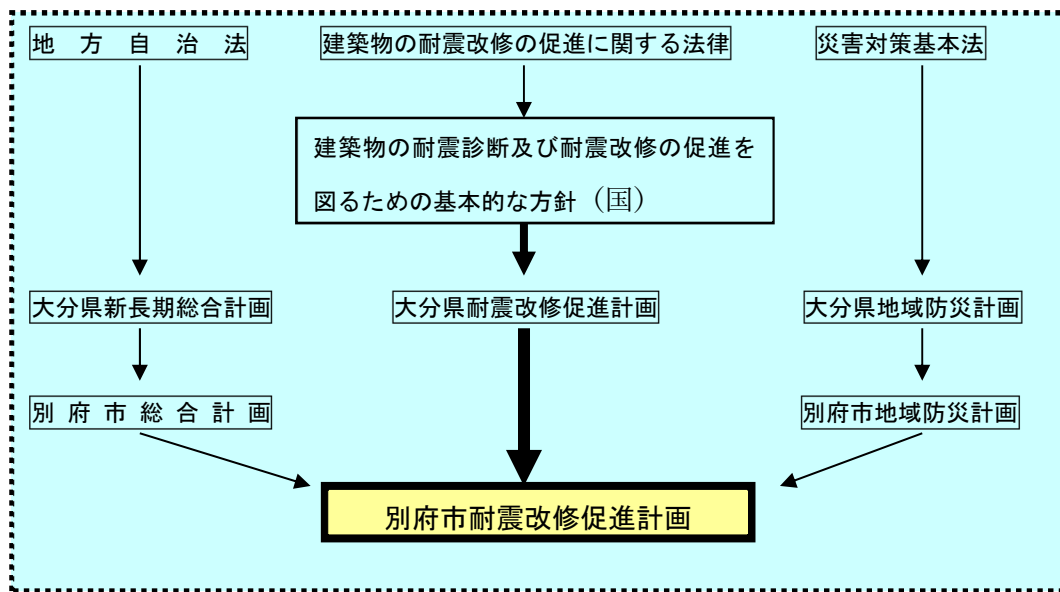 地方自治法
建築物の耐震改修の促進に関する法律
災害対策基本法
建築物の耐震診断及び耐震改修の促進を
図るための基本的な方針（国）
大分県新長期総合計画
大分県耐震改修促進計画
大分県地域防災計画
別府市総合計画
別府市地域防災計画
別府市耐震改修促進計画